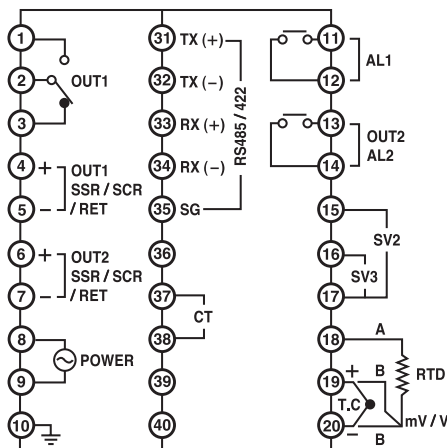 1
2
3
4
5
6
7
8
9
10
OUT1
+ OUT1
SSR / SCR
- / RET
+ OUT2
SSR / SCR
- / RET
POWER
31 TX (+)
32 TX (-)
33 RX (+)
34 RX (-)
35 SG
RS485 / 422
36
37
38
CT
39
40
11
12
AL1
13
14
OUT2
AL2
15
16
17
SV2
SV3
18 A
19 + B
20 - B
T.C
RTD
mV / V